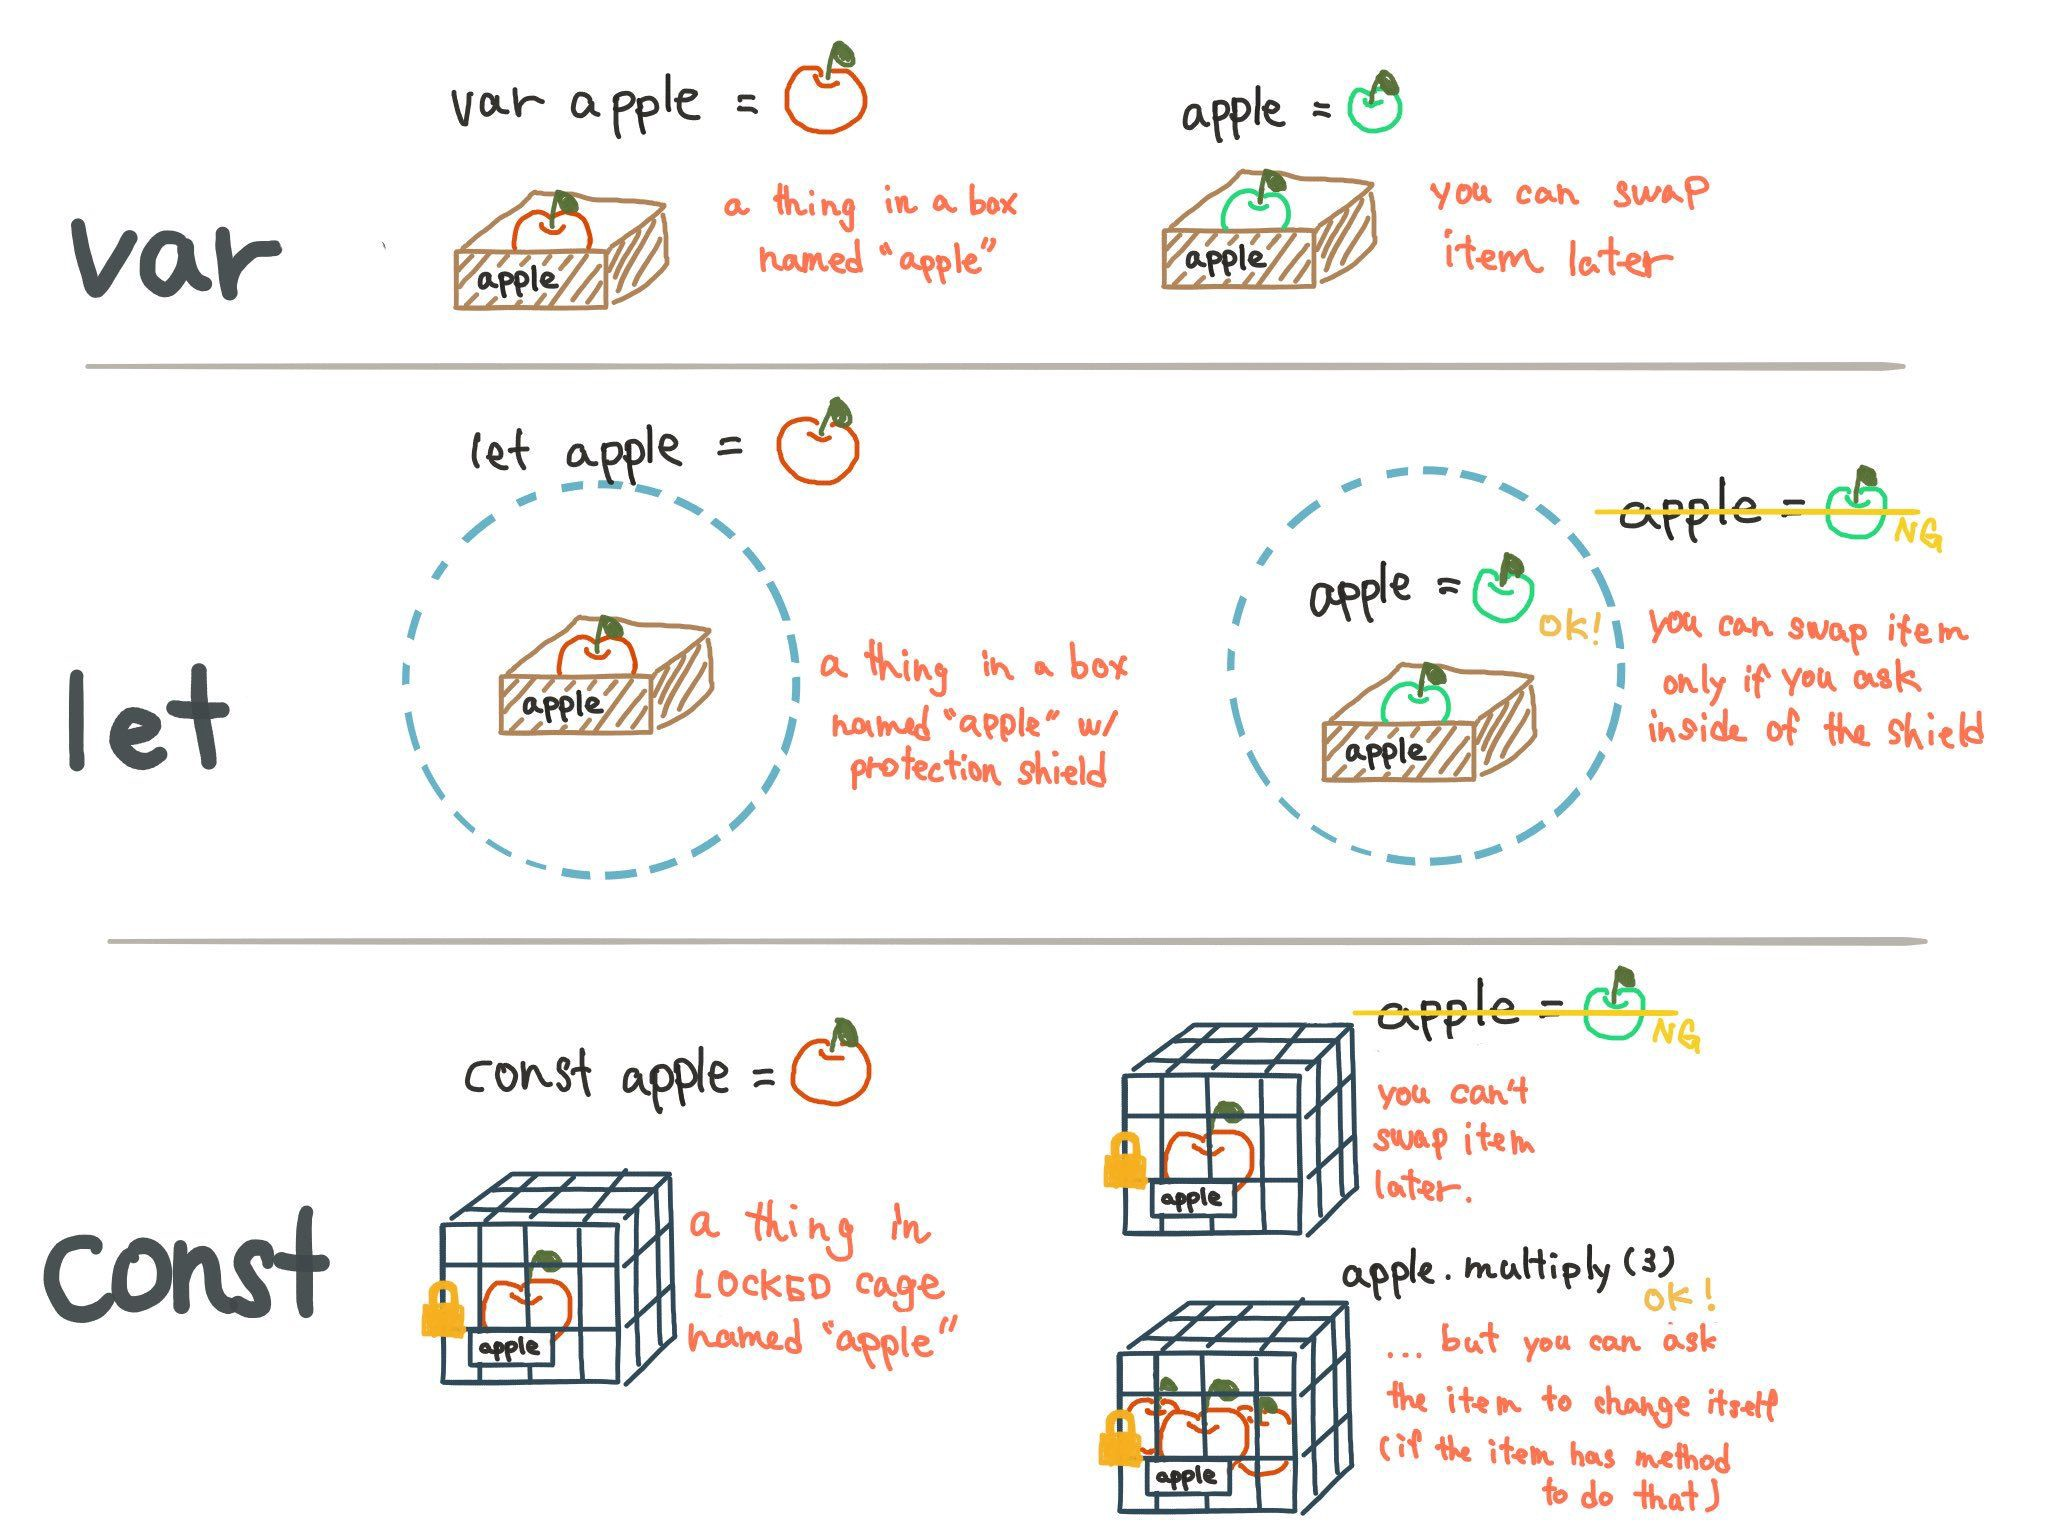 var
var apple =
apple
a thing in a box
named "apple"
apple =
apple
you can swap
item later
let
let apple =
apple
a thing in a box
named "apple" w/
protection shield
apple =
NG
apple =
OK!
apple
you can swap item
only if you ask
inside of the shield
const
const apple =
apple
a thing in
LOCKED cage
named "apple"
apple =
NG
apple
you can't
swap item
later.
apple.multiply(3)
OK!
apple
... but you can ask
the item to change itself
(if the item has method
to do that)